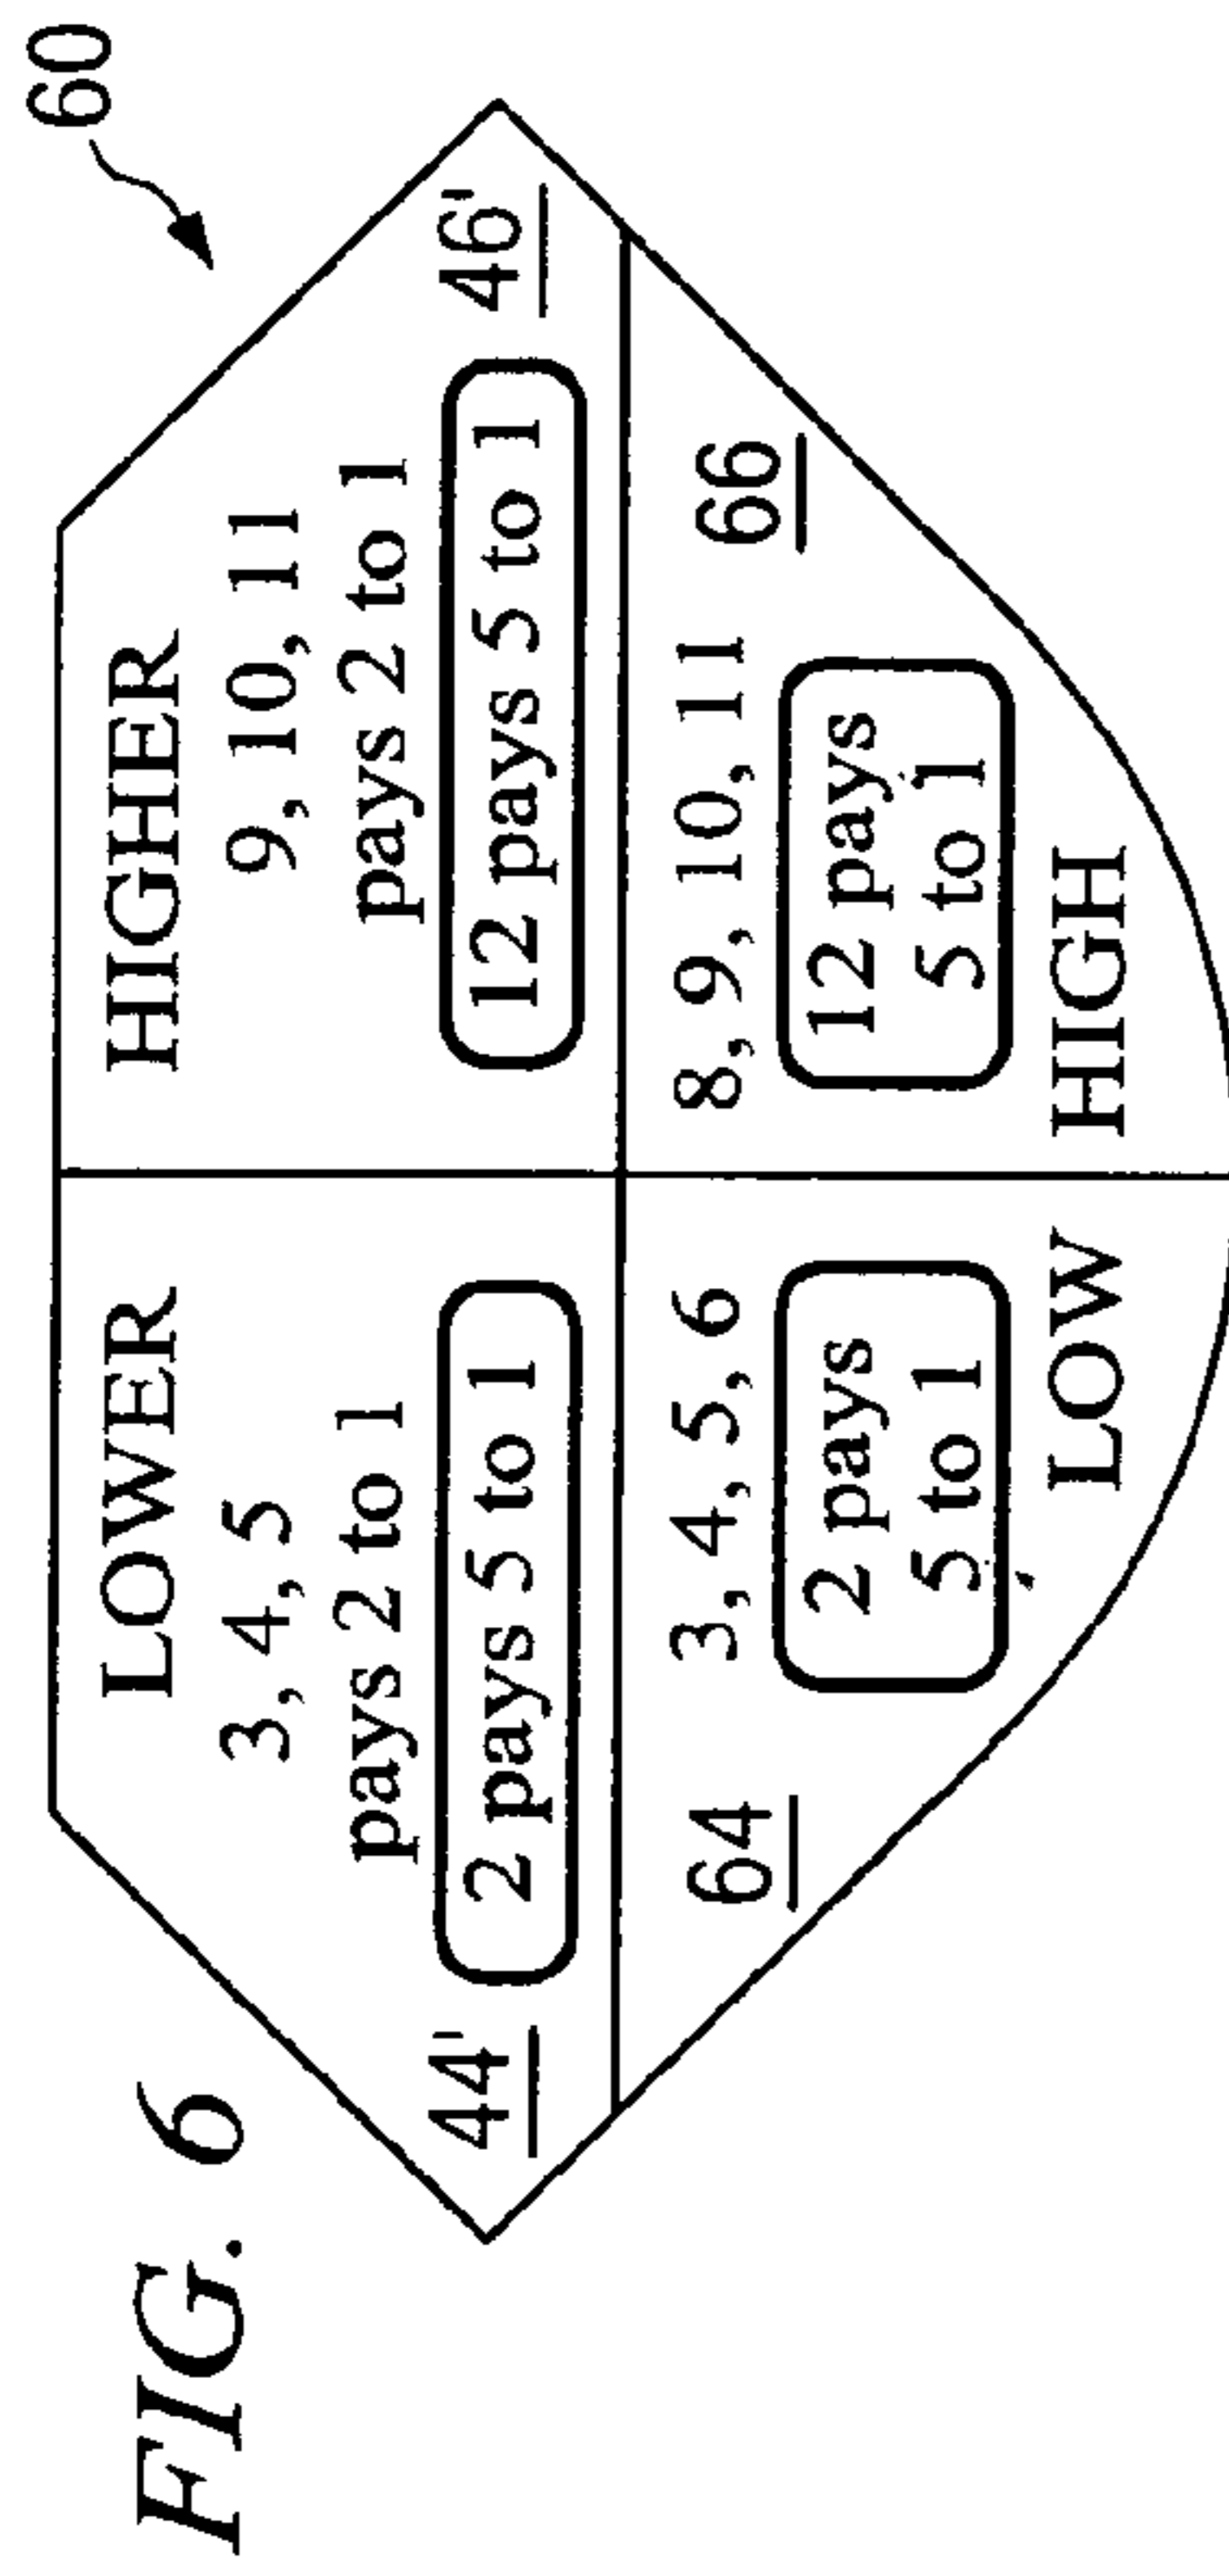 FIG. 6
60
LOWER
3, 4, 5
pays 2 to 1
2 pays 5 to 1
44'
HIGHER
9, 10, 11
pays 2 to 1
12 pays 5 to 1
46'
64
3, 4, 5, 6
2 pays
5 to 1
LOW
66
8, 9, 10, 11
12 pays
5 to 1
HIGH